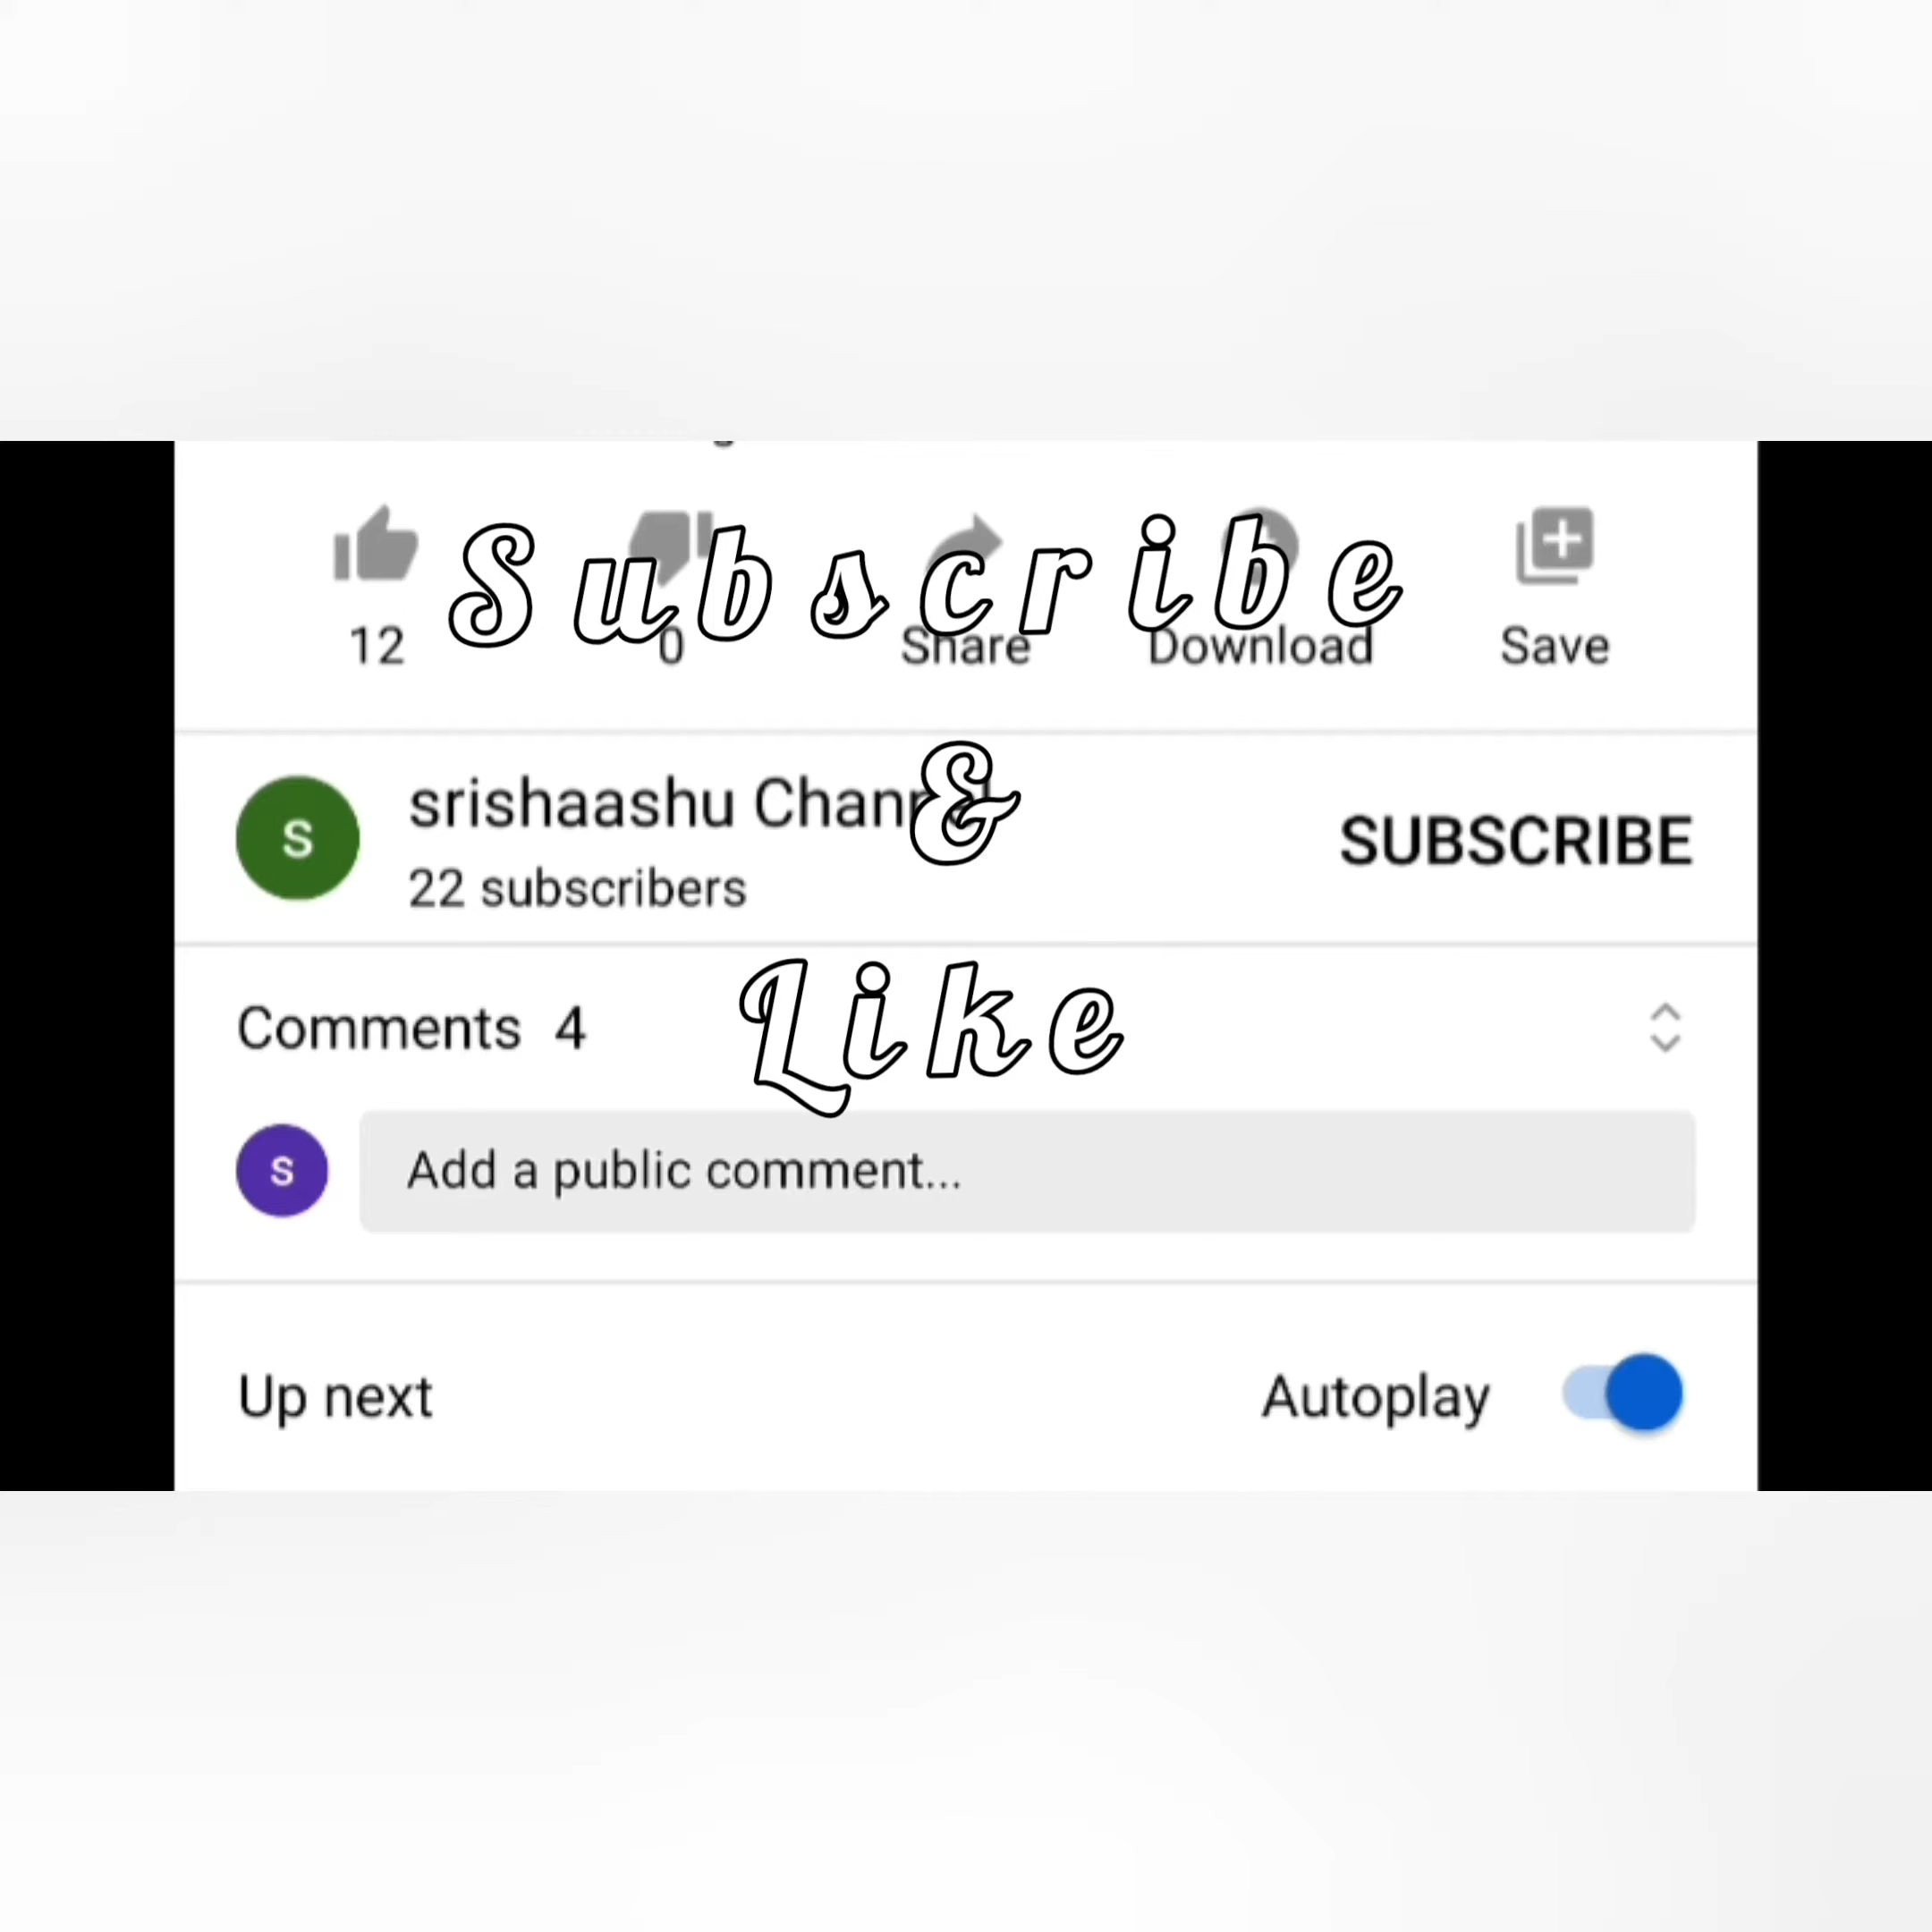 Subscribe
12 0 Share Download Save
&
S srishaashu Channel
22 subscribers
SUBSCRIBE
Like
Comments 4
S Add a public comment...
Up next Autoplay